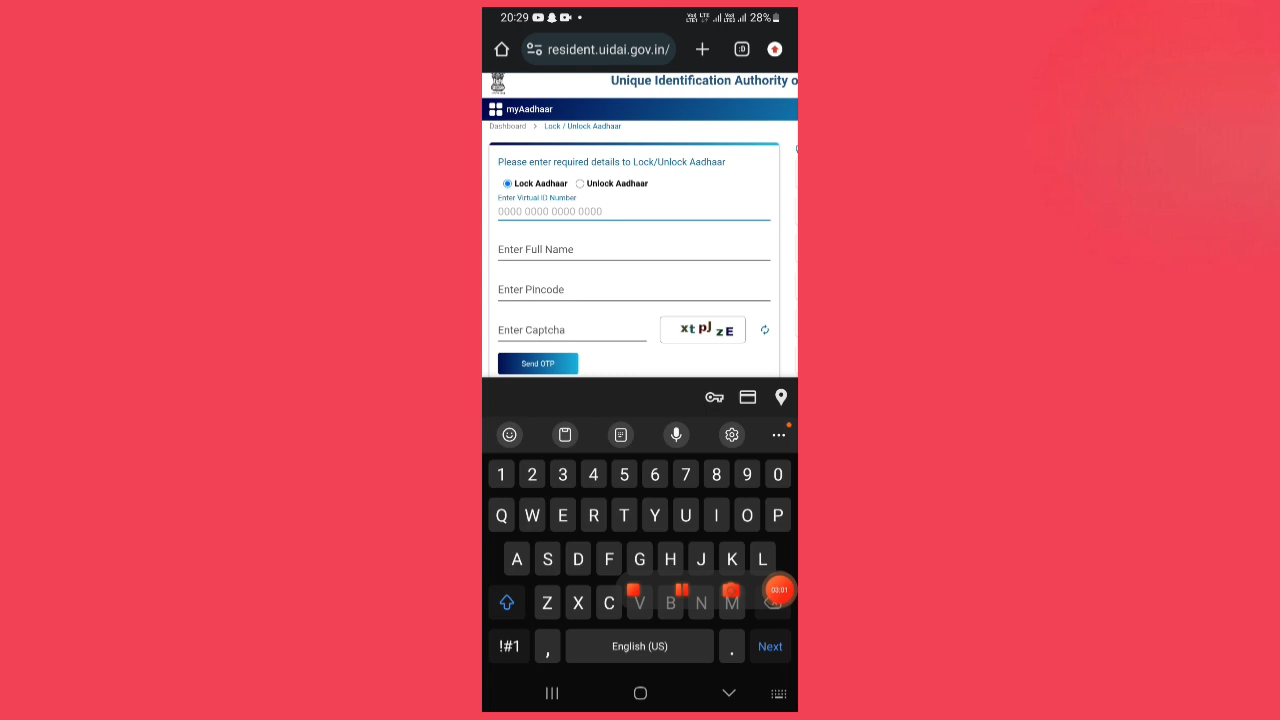 20:29 28%
resident.uidai.gov.in/ :D
Unique Identification Authority o
myAadhaar
Dashboard > Lock / Unlock Aadhaar
Please enter required details to Lock/Unlock Aadhaar
Lock Aadhaar Unlock Aadhaar
Enter Virtual ID Number
0000 0000 0000 0000
Enter Full Name
Enter Pincode
Enter Captcha xtpJzE
Send OTP
1 2 3 4 5 6 7 8 9 0
Q W E R T Y U I O P
A S D F G H J K L
Z X C V B N M 03:01
!#1 , English (US) . Next